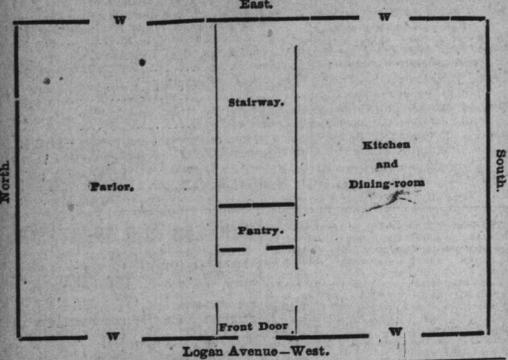 East.
W
W
Stairway.
Kitchen
and
Dining-room
North.
Parlor.
South.
Pantry.
W
Front Door
W
Logan Avenue—West.